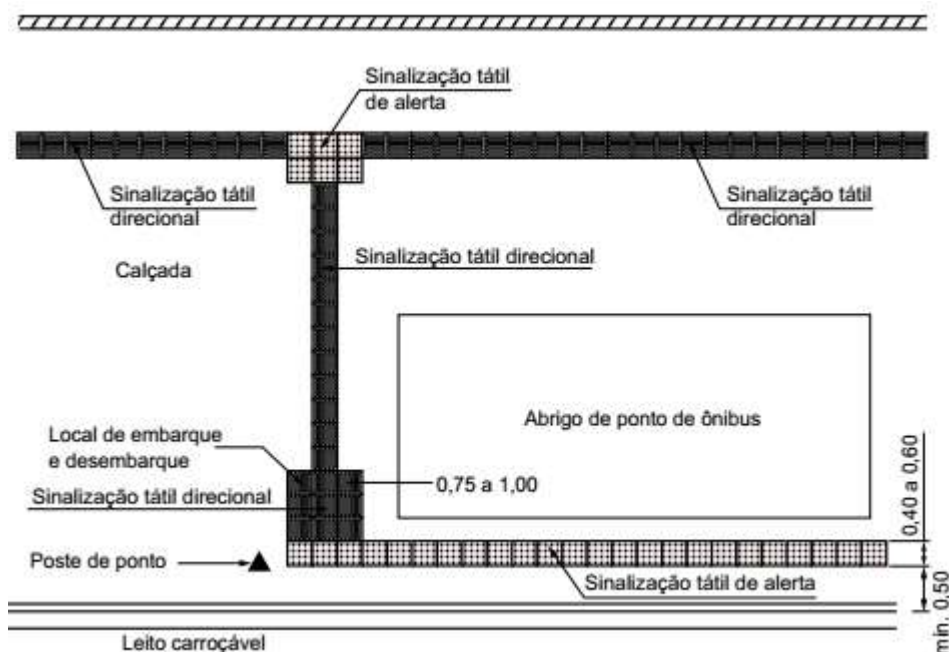 Sinalização tátil
de alerta
Sinalização tátil
direcional
Sinalização tátil
direcional
Sinalização tátil direcional
Calçada
Abrigo de ponto de ônibus
Local de embarque
e desembarque
0,75 a 1,00
Sinalização tátil direcional
0,40 a 0,60
Poste de ponto
Sinalização tátil de alerta
mín. 0,50
Leito carroçável